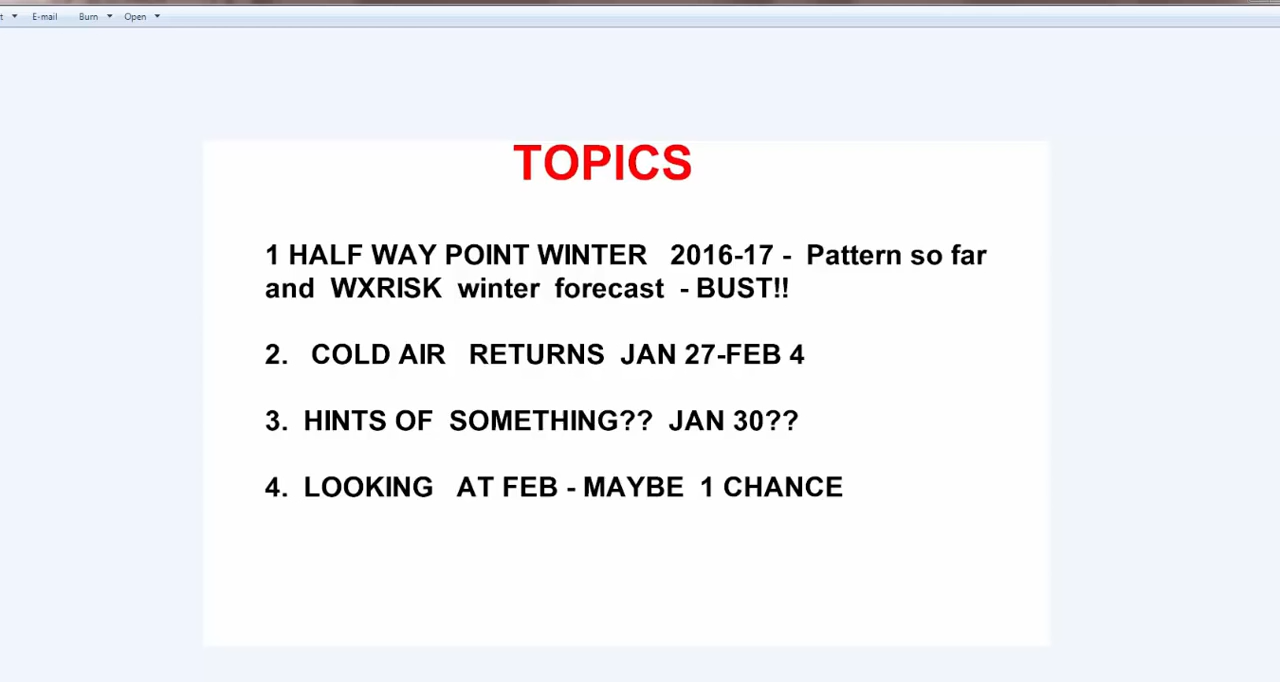 t E-mail Burn Open
TOPICS
1 HALF WAY POINT WINTER 2016-17 - Pattern so far
and WXRISK winter forecast - BUST!!
2. COLD AIR RETURNS JAN 27-FEB 4
3. HINTS OF SOMETHING?? JAN 30??
4. LOOKING AT FEB - MAYBE 1 CHANCE